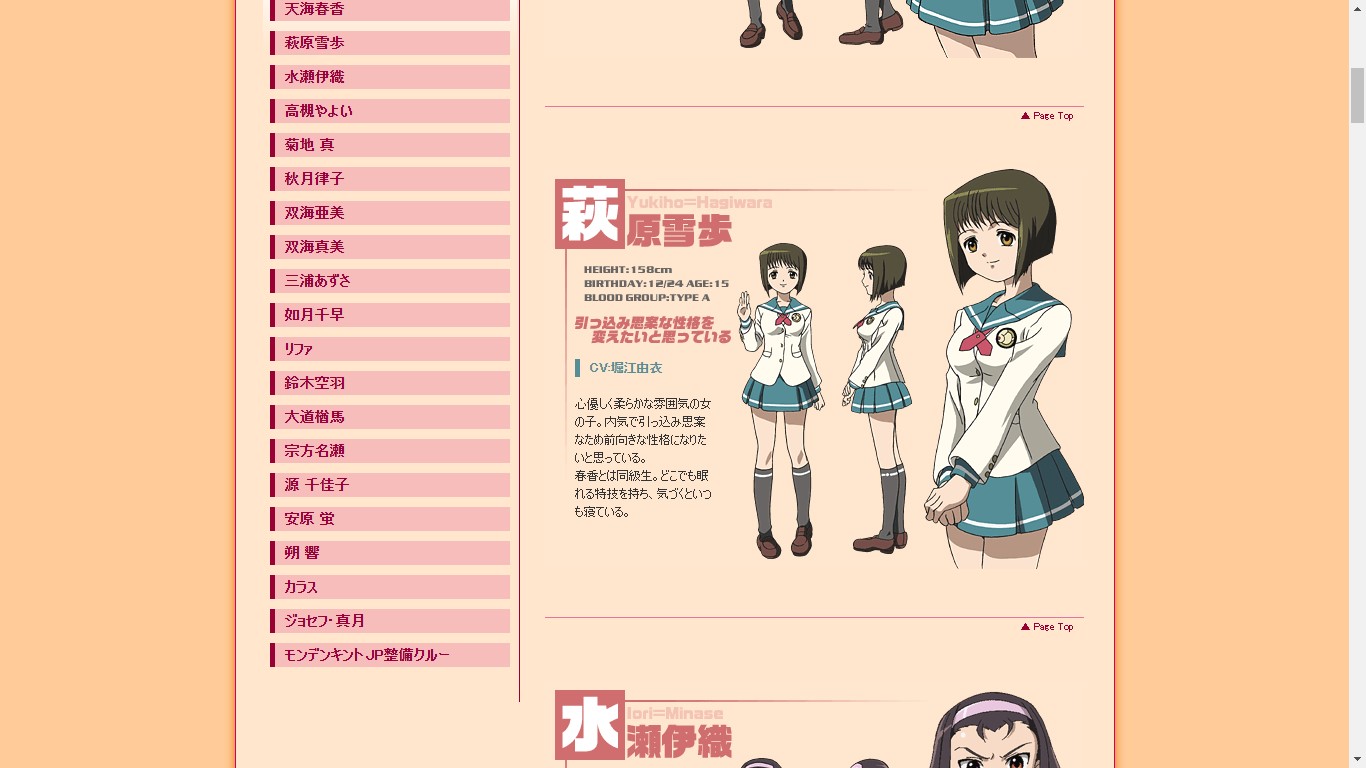 天海春香
萩原雪歩
水瀬伊織
高槻やよい
菊地 真
秋月律子
双海亜美
双海真美
三浦あずさ
如月千早
リファ
鈴木空羽
大道楢馬
宗方名瀬
源 千佳子
安原 蛍
朔 響
カラス
ジョセフ・真月
モンデンキントJP整備クルー
▲ Page Top
Yukiho=Hagiwara
萩原雪歩
HEIGHT:158cm
BIRTHDAY:12/24 AGE:15
BLOOD GROUP:TYPE A
引っ込み思案な性格を
変えたいと思っている
CV:堀江由衣
心優しく柔らかな雰囲気の女
の子。内気で引っ込み思案
なため前向きな性格になりた
いと思っている。
春香とは同級生。どこでも眠
れる特技を持ち、気づくといつ
も寝ている。
▲ Page Top
Iori=Minase
水瀬伊織